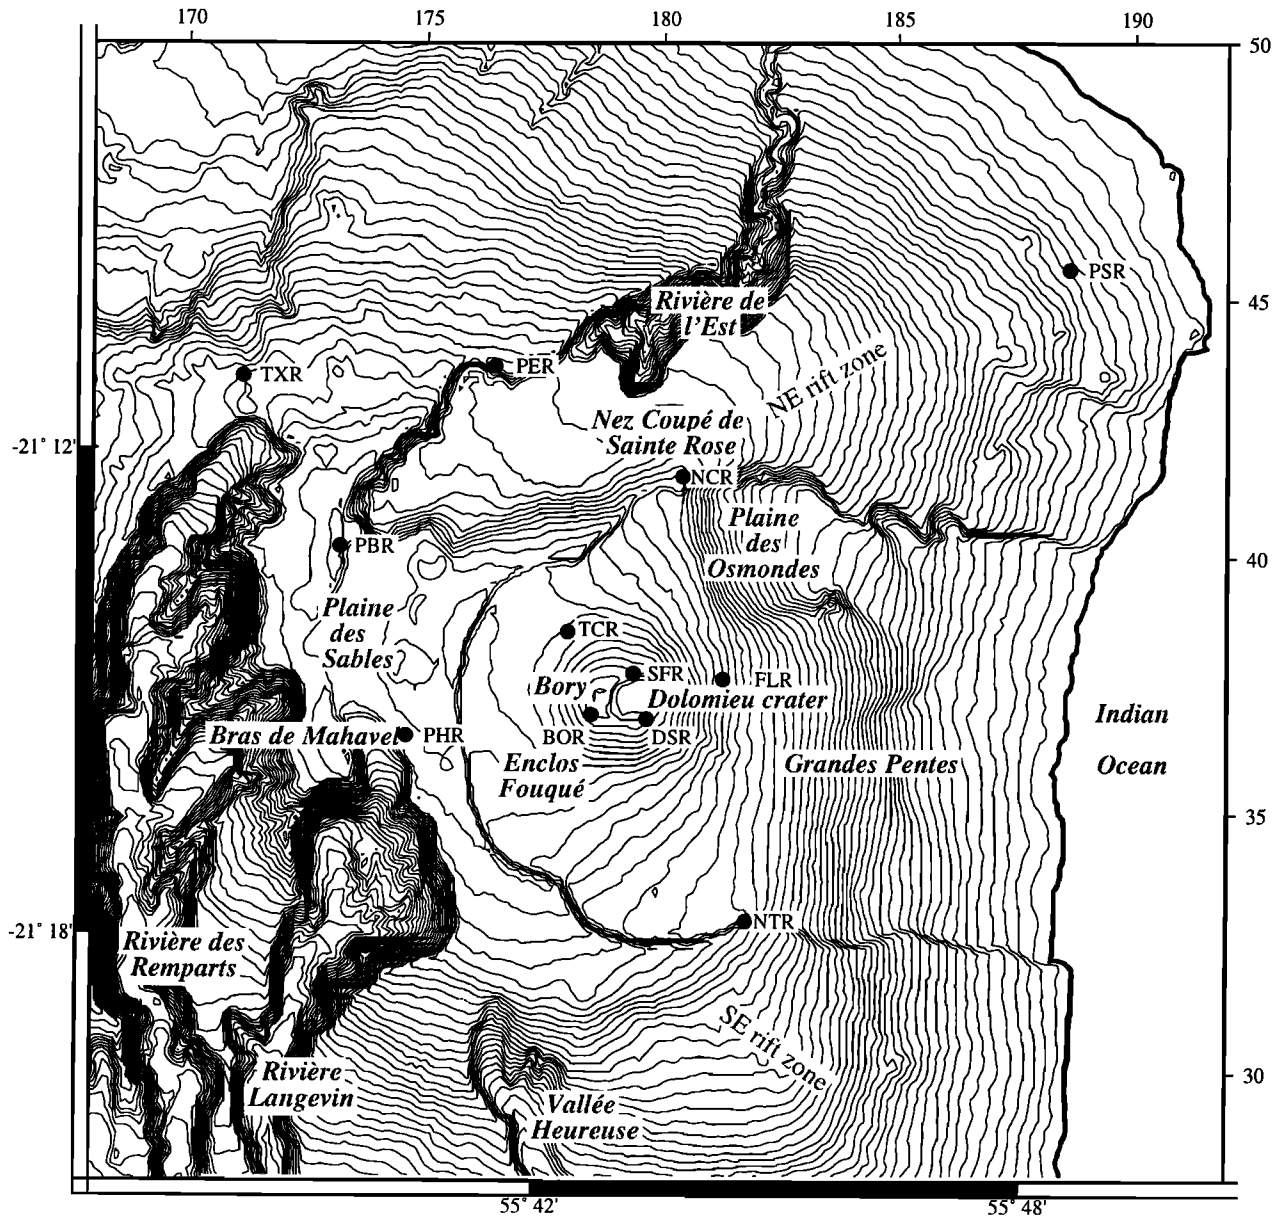 170 175 180 185 190
50
PSR
Rivière de
l'Est
45
PER
TXR
NE rift zone
Nez Coupé de
Sainte Rose
-21° 12'
NCR
Plaine
des
Osmondes
PBR
40
Plaine
des
Sables
TCR
SFR
FLR
Bory
Dolomieu crater
Bras de Mahavel
PHR
BOR
DSR
Indian
Ocean
Enclos
Fouqué
Grandes Pentes
35
NTR
-21° 18'
Rivière des
Remparts
SE rift zone
Rivière
Langevin
30
Vallée
Heureuse
55° 42'
55° 48'